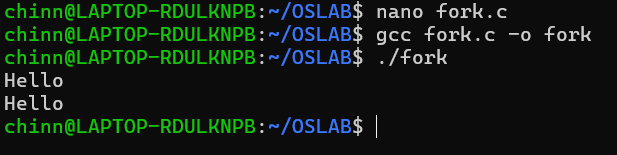 chinn@LAPTOP-RDULKNPB:~/OSLAB$ nano fork.c
chinn@LAPTOP-RDULKNPB:~/OSLAB$ gcc fork.c -o fork
chinn@LAPTOP-RDULKNPB:~/OSLAB$ ./fork
Hello
Hello
chinn@LAPTOP-RDULKNPB:~/OSLAB$